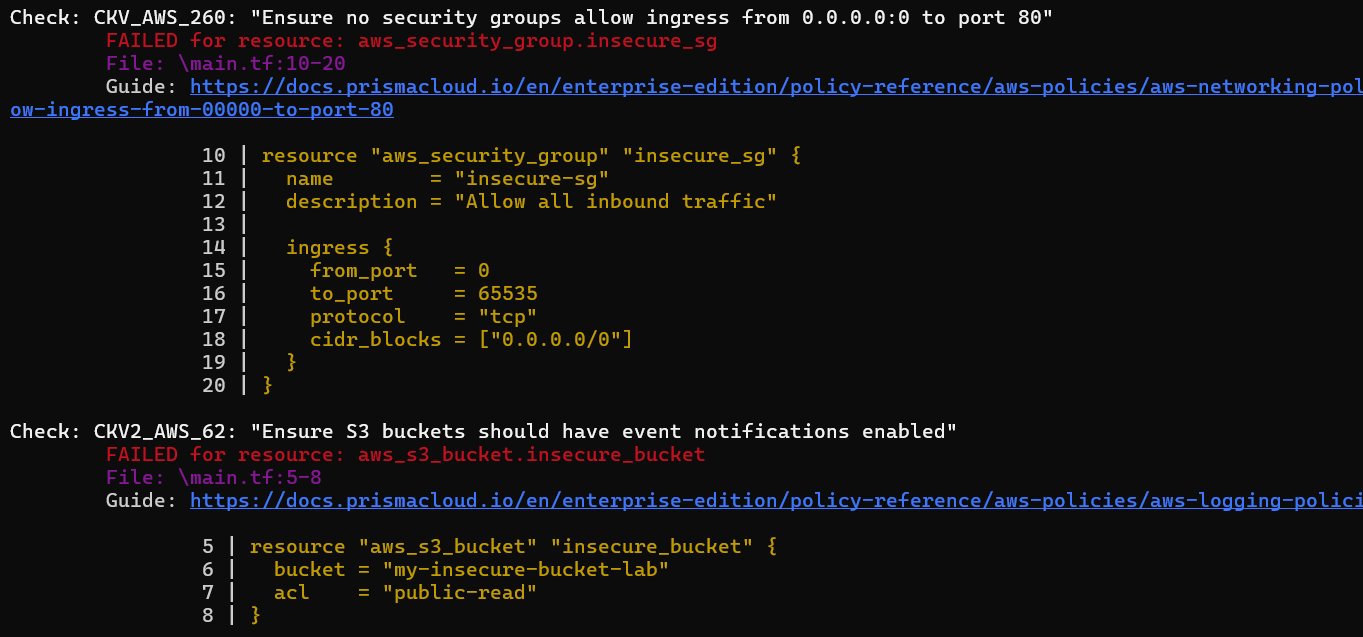 Check: CKV_AWS_260: "Ensure no security groups allow ingress from 0.0.0.0:0 to port 80"
        FAILED for resource: aws_security_group.insecure_sg
        File: \main.tf:10-20
        Guide: https://docs.prismacloud.io/en/enterprise-edition/policy-reference/aws-policies/aws-networking-pol
ow-ingress-from-00000-to-port-80
                10 | resource "aws_security_group" "insecure_sg" {
                11 |   name        = "insecure-sg"
                12 |   description = "Allow all inbound traffic"
                13 |
                14 |   ingress {
                15 |     from_port   = 0
                16 |     to_port     = 65535
                17 |     protocol    = "tcp"
                18 |     cidr_blocks = ["0.0.0.0/0"]
                19 |   }
                20 | }
Check: CKV2_AWS_62: "Ensure S3 buckets should have event notifications enabled"
        FAILED for resource: aws_s3_bucket.insecure_bucket
        File: \main.tf:5-8
        Guide: https://docs.prismacloud.io/en/enterprise-edition/policy-reference/aws-policies/aws-logging-polici
                5 | resource "aws_s3_bucket" "insecure_bucket" {
                6 |   bucket = "my-insecure-bucket-lab"
                7 |   acl    = "public-read"
                8 | }